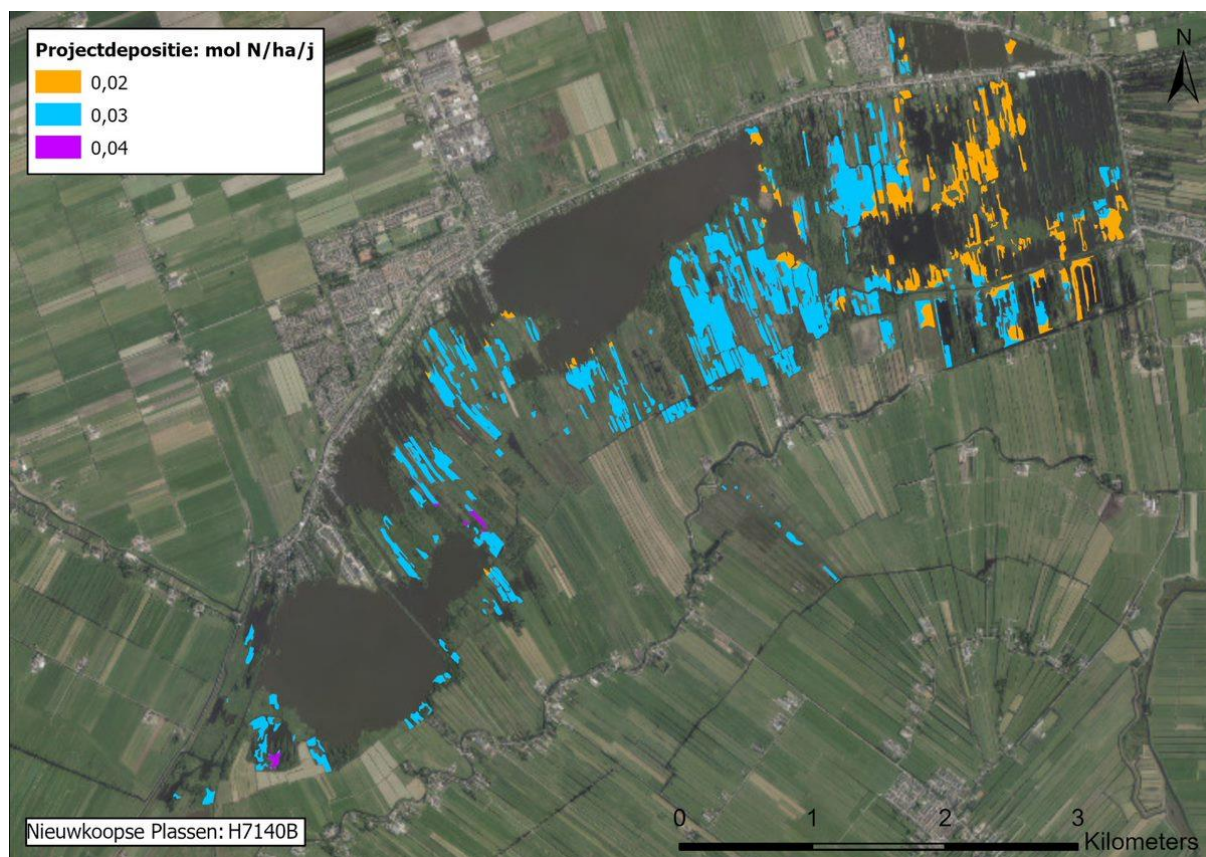 Projectdepositie: mol N/ha/j
0,02
0,03
0,04
N
Nieuwkoopse Plassen: H7140B
0 1 2 3
Kilometers